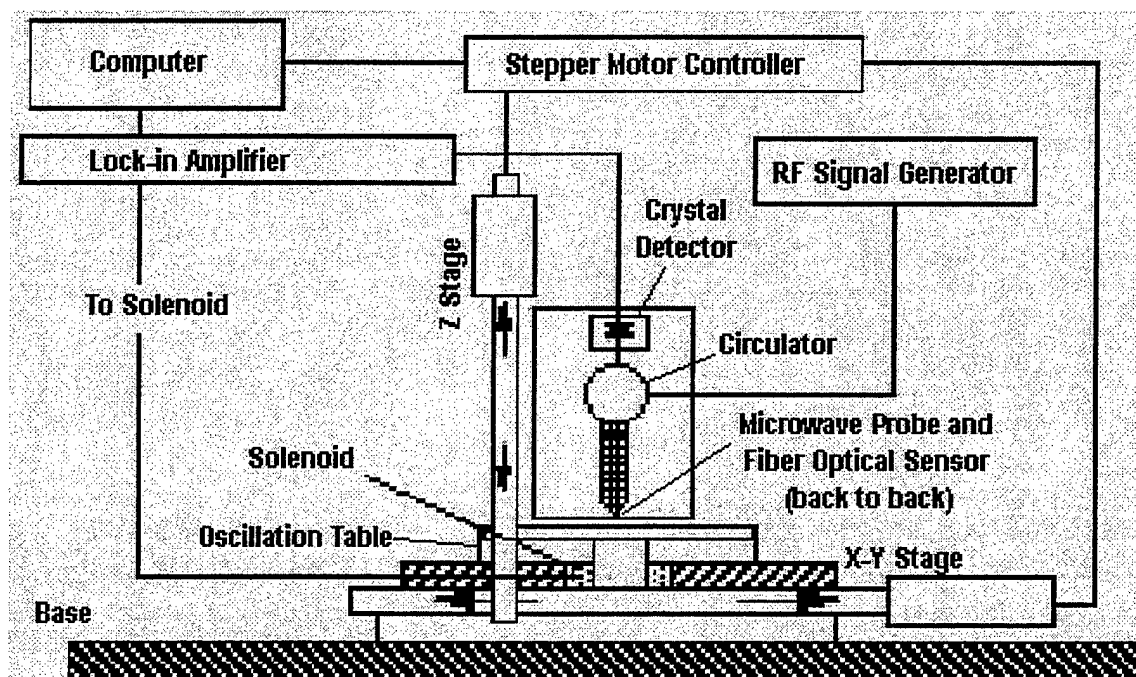 Computer
Stepper Motor Controller
Lock-in Amplifier
RF Signal Generator
Crystal
Detector
Z Stage
To Solenoid
Circulator
Microwave Probe and
Fiber Optical Sensor
(back to back)
Solenoid
Oscillation Table
X-Y Stage
Base